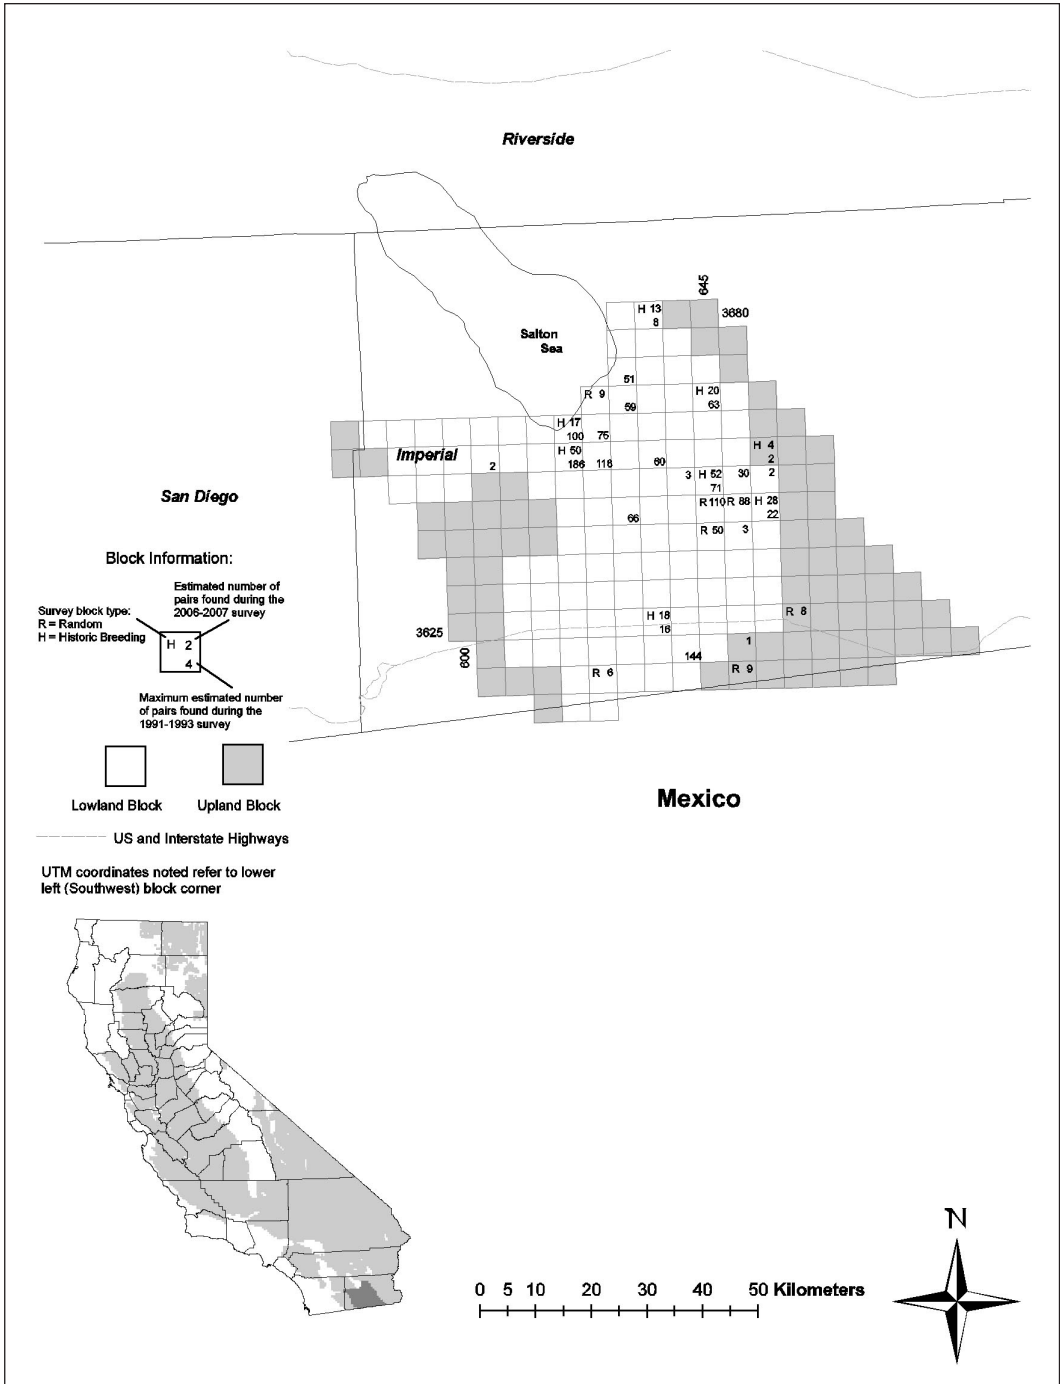 Riverside
645
H 13
3680
8
Salton
Sea
51
R 9
H 20
59
63
H 17
100
75
H 4
Imperial
H 50
2
186
118
60
2
3
H 52
30
2
71
San Diego
R 110
R 88
H 28
66
22
R 50
3
Block Information:
Estimated number of
pairs found during the
2006-2007 survey
Survey block type:
R = Random
H = Historic Breeding
H 2
4
Maximum estimated number
of pairs found during the
1991-1993 survey
R 8
H 18
16
3625
600
1
144
R 6
R 9
Lowland Block
Upland Block
Mexico
US and Interstate Highways
UTM coordinates noted refer to lower
left (Southwest) block corner
N
0 5 10 20 30 40 50 Kilometers